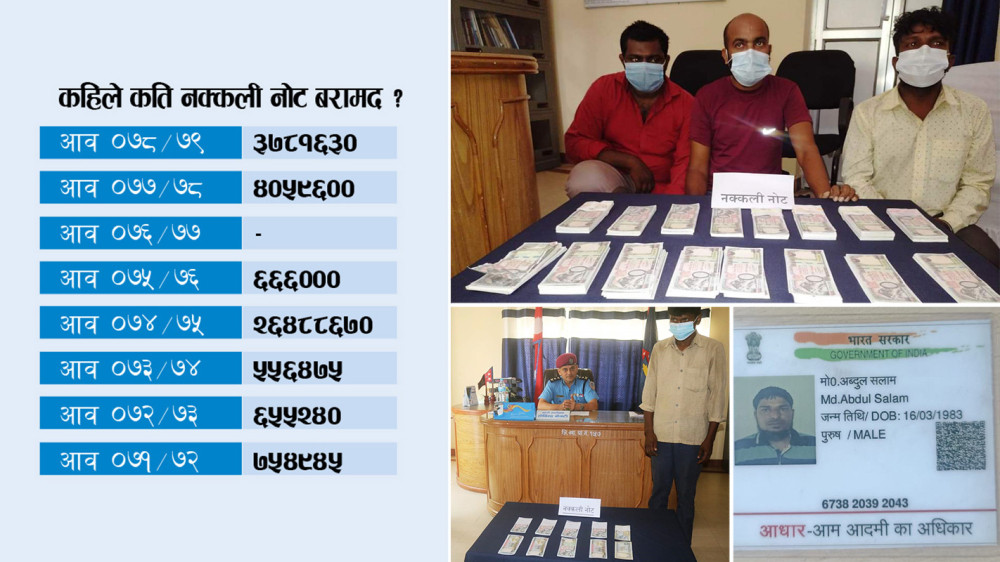 कहिले कति नक्कली नोट बरामद ?
आव ०७८/७९ ३७८१६३०
आव ०७७/७८ ४०५९६००
आव ०७६/७७ -
आव ०७५/७६ ६६६०००
आव ०७४/७५ २६४८८६७०
आव ०७३/७४ ५५६४७५
आव ०७२/७३ ६५५२४०
आव ०७१/७२ ७५४९४५
नक्कली नोट
नक्कली नोट
भारत सरकार
GOVERNMENT OF INDIA
मो0.अब्दुल सलाम
Md.Abdul Salam
जन्म तिथि/ DOB: 16/03/1983
पुरुष / MALE
6738 2039 2043
आधार-आम आदमी का अधिकार